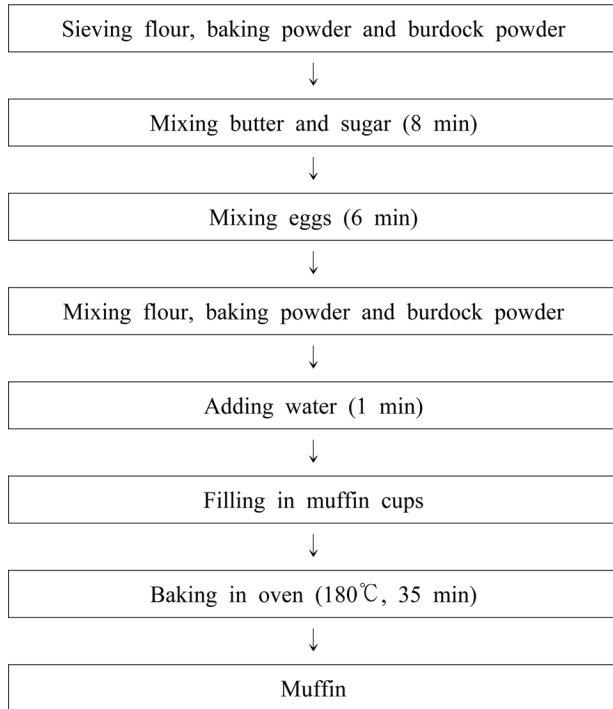 Sieving flour, baking powder and burdock powder
↓
Mixing butter and sugar (8 min)
↓
Mixing eggs (6 min)
↓
Mixing flour, baking powder and burdock powder
↓
Adding water (1 min)
↓
Filling in muffin cups
↓
Baking in oven (180℃, 35 min)
↓
Muffin